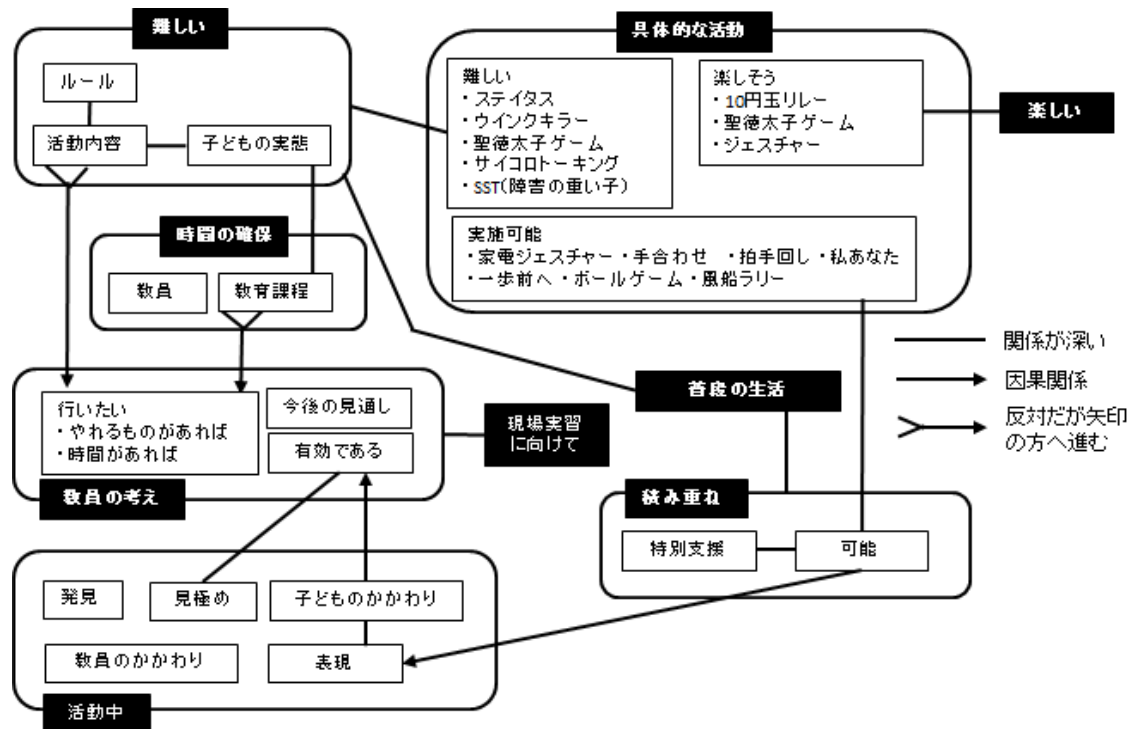 難しい
ルール
活動内容
子どもの実態
具体的な活動
難しい
・ステイタス
・ウインクキラー
・聖徳太子ゲーム
・サイコロトーキング
・SST(障害の重い子)
楽しそう
・10円玉リレー
・聖徳太子ゲーム
・ジェスチャー
楽しい
実施可能
・家電ジェスチャー・手合わせ ・拍手回し・私あなた
・一歩前へ・ボールゲーム・風船ラリー
時間の確保
教員
教育課程
関係が深い
因果関係
反対だが矢印
の方へ進む
行いたい
・やれるものがあれば
・時間があれば
今後の見通し
有効である
教員の考え
現場実習
に向けて
普段の生活
積み重ね
特別支援
可能
発見
見極め
子どものかかわり
教員のかかわり
表現
活動中